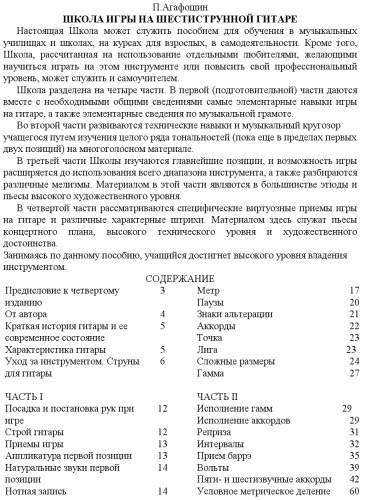 П.Агафошин
ШКОЛА ИГРЫ НА ШЕСТИСТРУННОЙ ГИТАРЕ
Настоящая Школа может служить пособием для обучения в музыкальных
училищах и школах, на курсах для взрослых, в самодеятельности. Кроме того,
Школа, рассчитанная на использование отдельными любителями, желающими
научиться играть на этом инструменте или повысить свой профессиональный
уровень, может служить и самоучителем.
Школа разделена на четыре части. В первой (подготовительной) части даются
вместе с необходимыми общими сведениями самые элементарные навыки игры
на гитаре, а также элементарные сведения по музыкальной грамоте.
Во второй части развиваются технические навыки и музыкальный кругозор
учащегося путем изучения целого ряда тональностей (пока еще в пределах первых
двух позиций) на многоголосном материале.
В третьей части Школы изучаются главнейшие позиции, и возможность игры
расширяется до использования всего диапазона инструмента, а также разбираются
различные мелизмы. Материалом в этой части являются в большинстве этюды и
пьесы высокого художественного уровня.
В четвертой части рассматриваются специфические виртуозные приемы игры
на гитаре и различные характерные штрихи. Материалом здесь служат пьесы
концертного плана, высокого технического уровня и художественного
достоинства.
Занимаясь по данному пособию, учащийся достигнет высокого уровня владения
инструментом.
СОДЕРЖАНИЕ
Предисловие к четвертому 3
изданию
От автора 4
Краткая история гитары и ее 5
современное состояние
Характеристика гитары 5
Уход за инструментом. Струны 6
для гитары
Метр 17
Паузы 20
Знаки альтерации 21
Аккорды 22
Точка 23
Лига 23
Сложные размеры 24
Гамма 27
ЧАСТЬ I
Посадка и постановка рук при 12
игре
Строй гитары 12
Приемы игры 13
Аппликатура первой позиции 13
Натуральные звуки первой 14
позиции
Нотная запись 14
ЧАСТЬ II
Исполнение гамм 29
Исполнение аккордов 29
Реприза 31
Интервалы 32
Прием баррэ 35
Вольты 39
Пяти- и шестизвучные аккорды 42
Условное метрическое деление 60